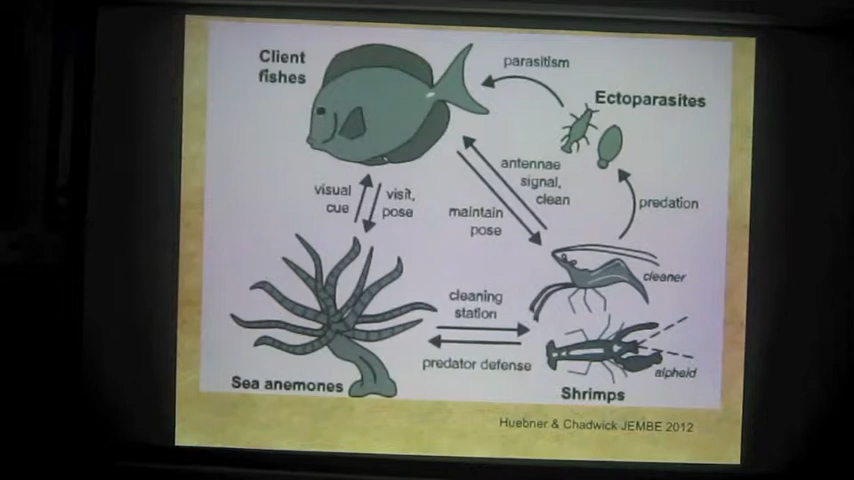 Client
fishes
parasitism
Ectoparasites
antennae
signal,
clean
visual
cue
visit,
pose
maintain
pose
predation
cleaner
cleaning
station
predator defense
alpheid
Sea anemones
Shrimps
Huebner & Chadwick JEMBE 2012